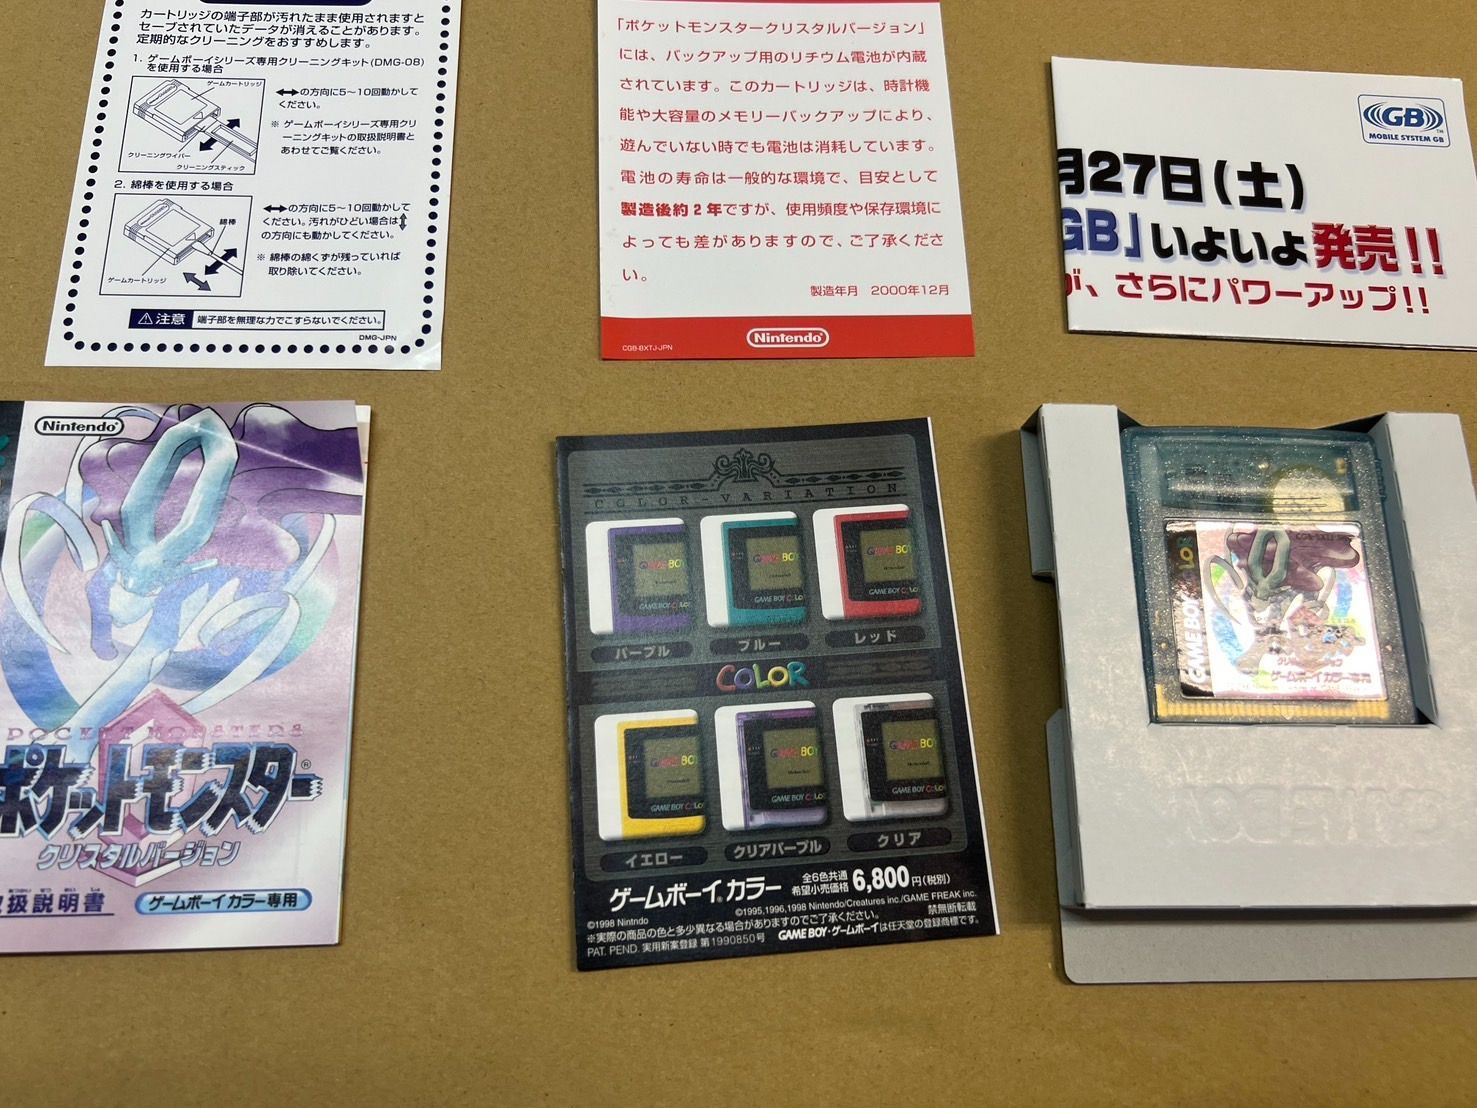 カートリッジの端子部が汚れたまま使用されますと
セーブされていたデータが消えることがあります。
定期的なクリーニングをおすすめします。
1. ゲームボーイシリーズ専用クリーニングキット(DMG-08)
を使用する場合
ゲームカートリッジ
クリーニングワイパー
クリーニングスティック
⟷の方向に5〜10回動かして
ください。
※ ゲームボーイシリーズ専用クリ
ーニングキットの取扱説明書と
あわせてご覧ください。
2. 綿棒を使用する場合
綿棒
ゲームカートリッジ
⟷の方向に5〜10回動かして
ください。汚れがひどい場合は↕
の方向にも動かしてください。
※ 綿棒の綿くずが残っていれば
取り除いてください。
⚠注意 端子部を無理な力でこすらないでください。
DMG-JPN
「ポケットモンスタークリスタルバージョン」
には、バックアップ用のリチウム電池が内蔵
されています。このカートリッジは、時計機
能や大容量のメモリーバックアップにより、
遊んでいない時でも電池は消耗しています。
電池の寿命は一般的な環境で、目安として
製造後約2年ですが、使用頻度や保存環境に
よっても差がありますので、ご了承くださ
い。
製造年月 2000年12月
CGB-BXTJ-JPN
Nintendo
GB
MOBILE SYSTEM GB
月27日(土)
GB」いよいよ発売!!
が、さらにパワーアップ!!
Nintendo
POCKET MONSTERS
ポケットモンスター®
クリスタルバージョン
取扱説明書
ゲームボーイカラー専用
COLOR-VARIATION
パープル
ブルー
レッド
COLOR
イエロー
クリアパープル
クリア
ゲームボーイカラー
全6色共通
希望小売価格 6,800円(税別)
©1998 Nintndo
©1995,1996,1998 Nintendo/Creatures inc./GAME FREAK inc.
※実際の商品の色と多少異なる場合がありますのでご了承ください。
禁無断転載
PAT. PEND. 実用新案登録 第1990850号
GAME BOY・ゲームボーイは任天堂の登録商標です。
GAME BOY COLOR
クリスタルバージョン
ゲームボーイカラー専用